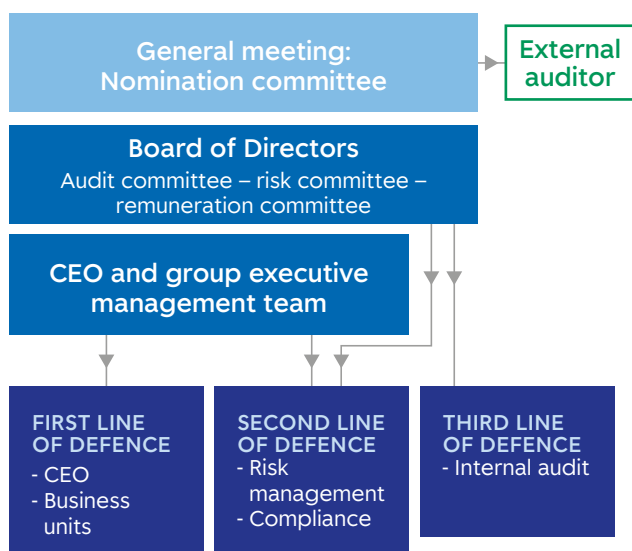 General meeting:
Nomination committee
External
auditor
Board of Directors
Audit committee – risk committee –
remuneration committee
CEO and group executive
management team
FIRST LINE
OF DEFENCE
- CEO
- Business
units
SECOND LINE
OF DEFENCE
- Risk
management
- Compliance
THIRD LINE
OF DEFENCE
- Internal audit